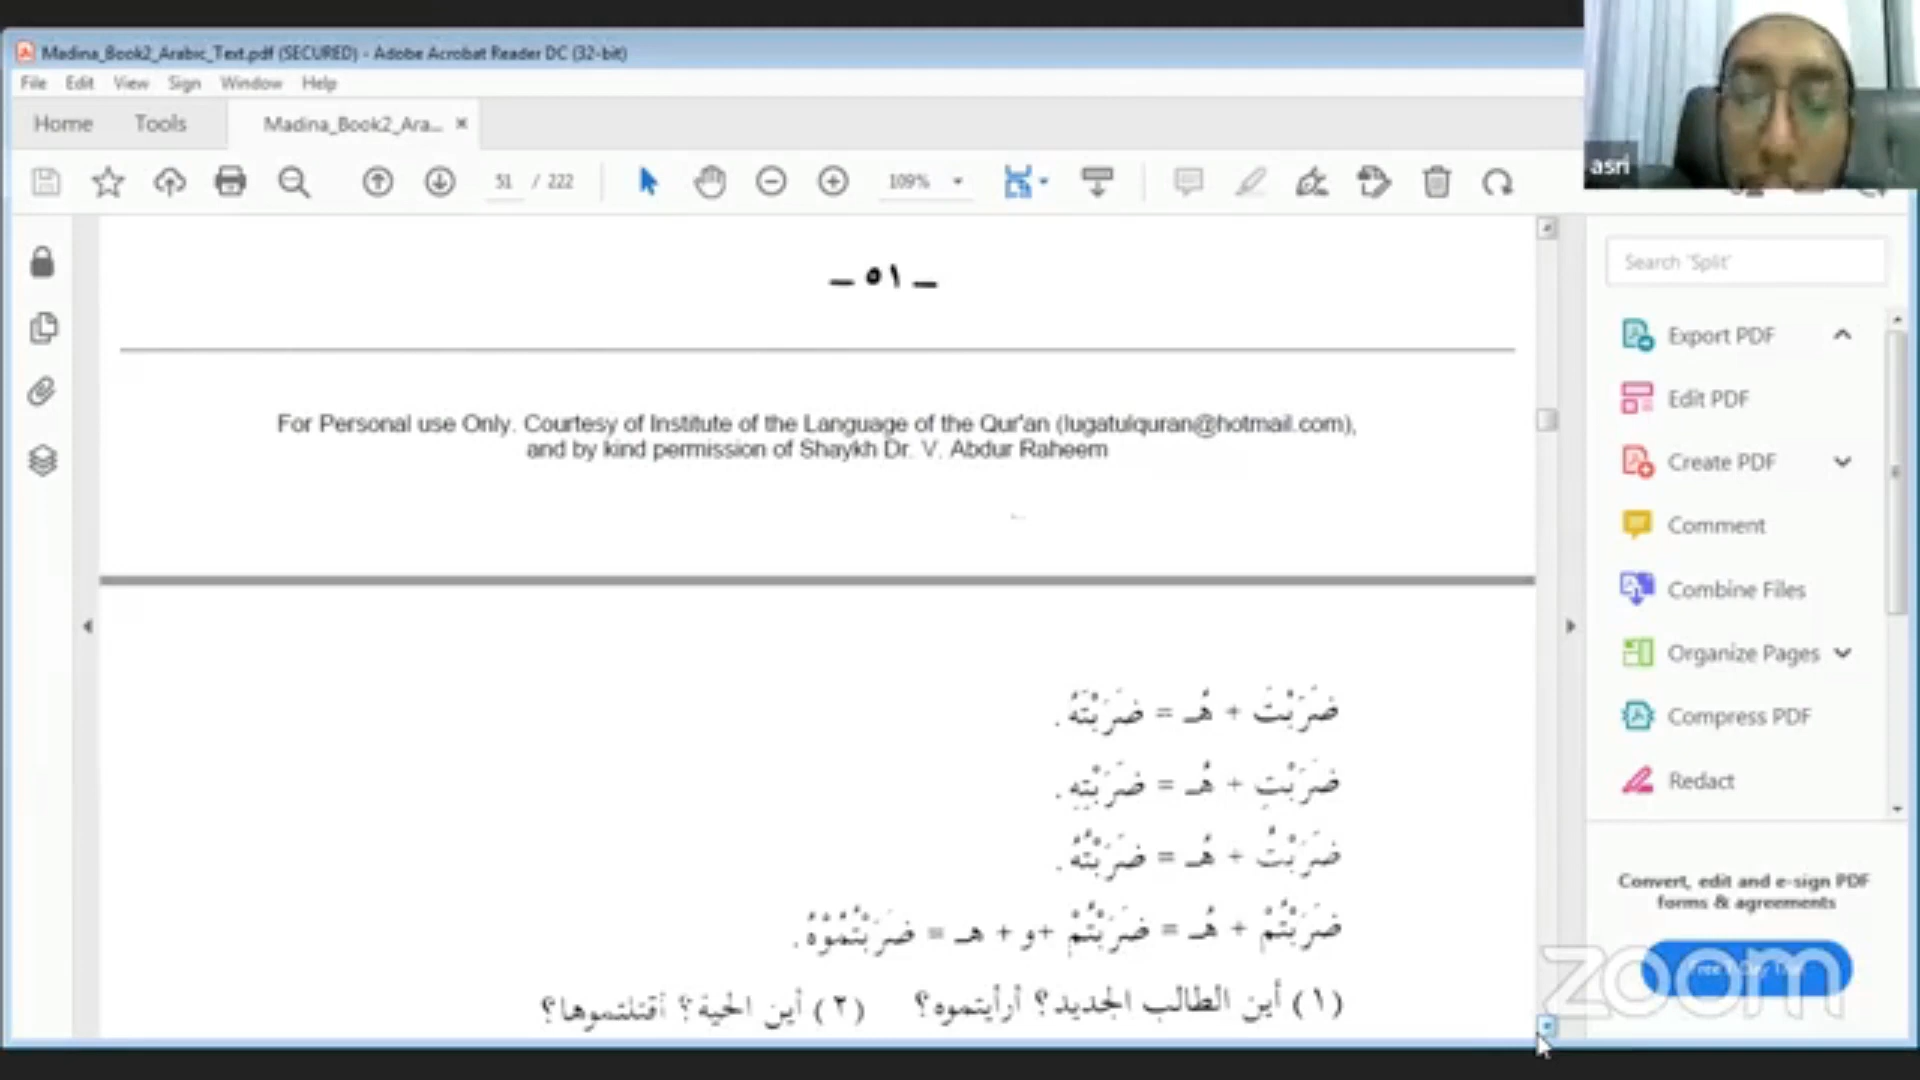 Madina_Book2_Arabic_Text.pdf (SECURED) - Adobe Acrobat Reader DC (32-bit)
File Edit View Sign Window Help
Home Tools Madina_Book2_Ara... ×
51 / 222 109%
asri
Search 'Split'
Export PDF
Edit PDF
Create PDF
Comment
Combine Files
Organize Pages
Compress PDF
Redact
Convert, edit and e-sign PDF
forms & agreements
zoom
ـ ٥١ ـ
For Personal use Only. Courtesy of Institute of the Language of the Qur'an (lugatulquran@hotmail.com),
and by kind permission of Shaykh Dr. V. Abdur Raheem
ضَرَبْتَ + هُـ = ضَرَبْتَهُ.
ضَرَبْتِ + هُـ = ضَرَبْتِهِ.
ضَرَبْتُ + هُـ = ضَرَبْتُهُ.
ضَرَبْتُمْ + هُـ = ضَرَبْتُمْ +و + هـ = ضَرَبْتُمُوْهُ.
(١) أين الطالب الجديد؟ أرأيتموه؟ (٢) أين الحية؟ أقتلتموها؟